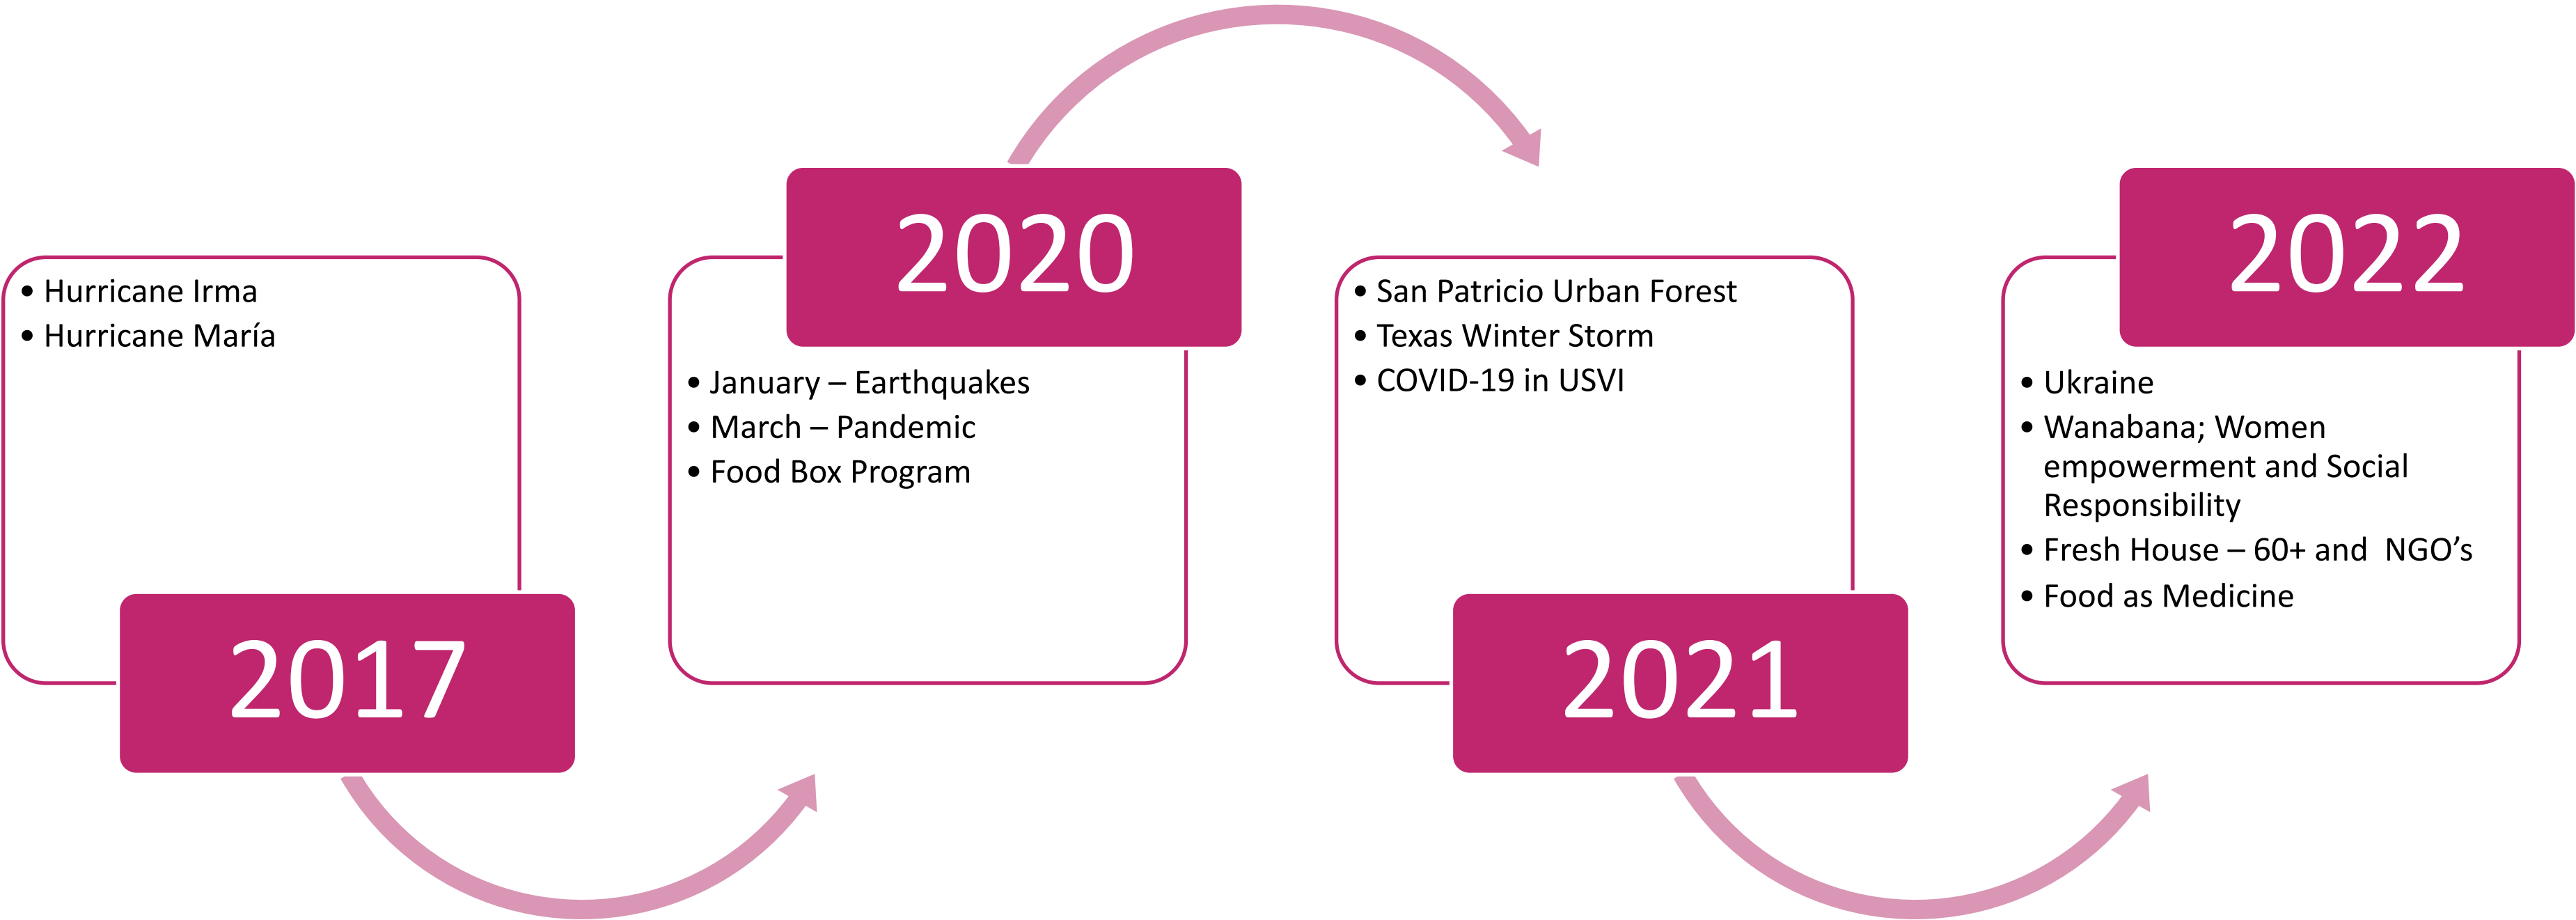 • Hurricane Irma
• Hurricane María
2017
2020
• January – Earthquakes
• March – Pandemic
• Food Box Program
• San Patricio Urban Forest
• Texas Winter Storm
• COVID-19 in USVI
2021
2022
• Ukraine
• Wanabana; Women
empowerment and Social
Responsibility
• Fresh House – 60+ and  NGO’s
• Food as Medicine